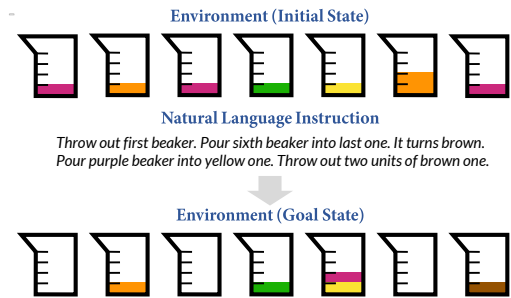 Environment (Initial State)
Natural Language Instruction
Throw out first beaker. Pour sixth beaker into last one. It turns brown.
Pour purple beaker into yellow one. Throw out two units of brown one.
Environment (Goal State)